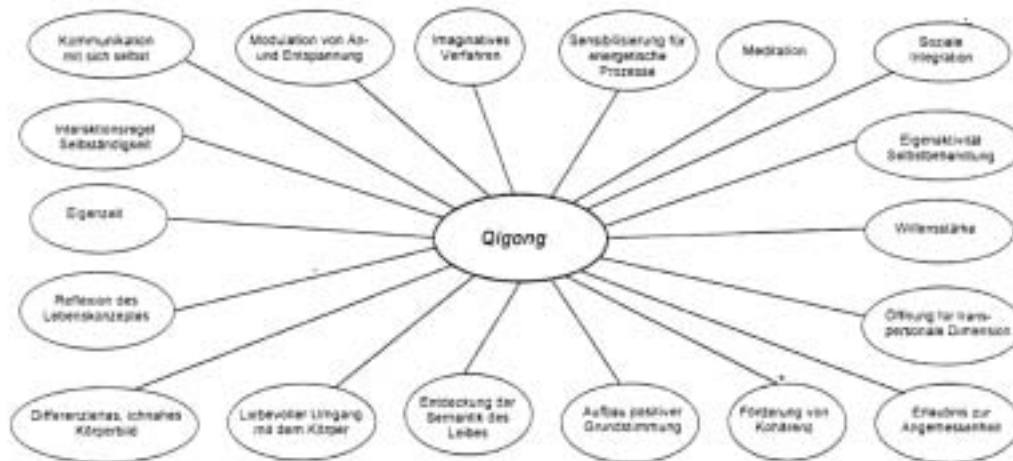 Kommunikation
mit sich selbst
Modulation von An-
und Entspannung
Imaginatives
Verfahren
Sensibilisierung für
energetische
Prozesse
Meditation
Soziale
Integration
Interaktionsregel
Selbständigkeit
Eigenaktivität
Selbstbehandlung
Eigenzeit
Qigong
Willensstärke
Reflexion des
Lebenskonzeptes
Öffnung für trans-
personale Dimension
Differenziertes, ichnahes
Körperbild
Liebevoller Umgang
mit dem Körper
Entdeckung der
Semantik des
Leibes
Aufbau positiver
Grundstimmung
Förderung von
Kohärenz
Erlaubnis zur
Angemessenheit